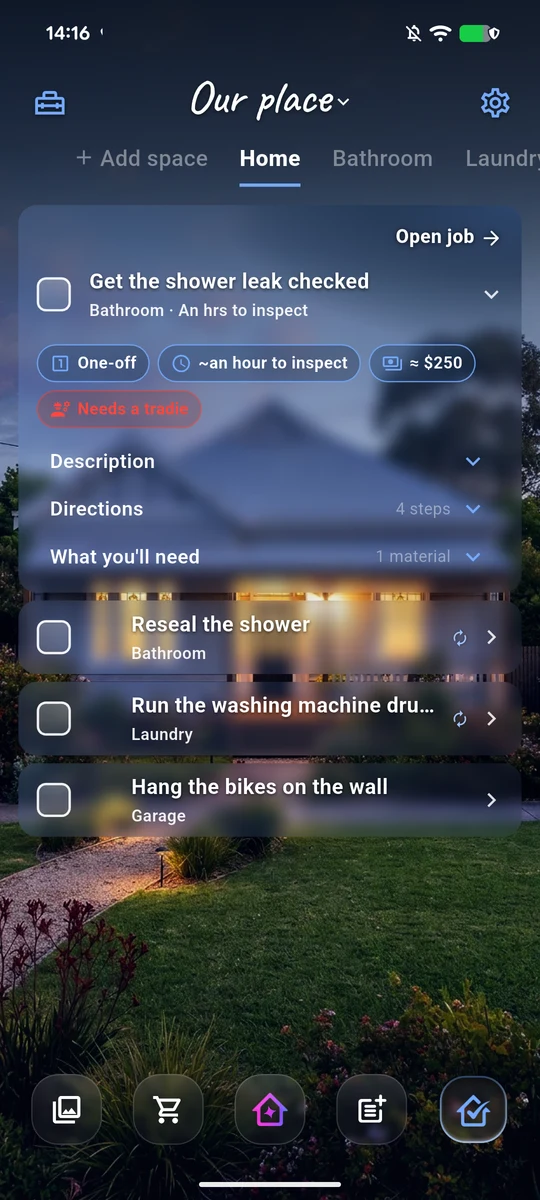 14:16
Our place
+ Add space Home Bathroom Laundry
Open job →
Get the shower leak checked
Bathroom · An hrs to inspect
1 One-off ~an hour to inspect ≈ $250
Needs a tradie
Description
Directions 4 steps
What you'll need 1 material
Reseal the shower
Bathroom
Run the washing machine dru...
Laundry
Hang the bikes on the wall
Garage